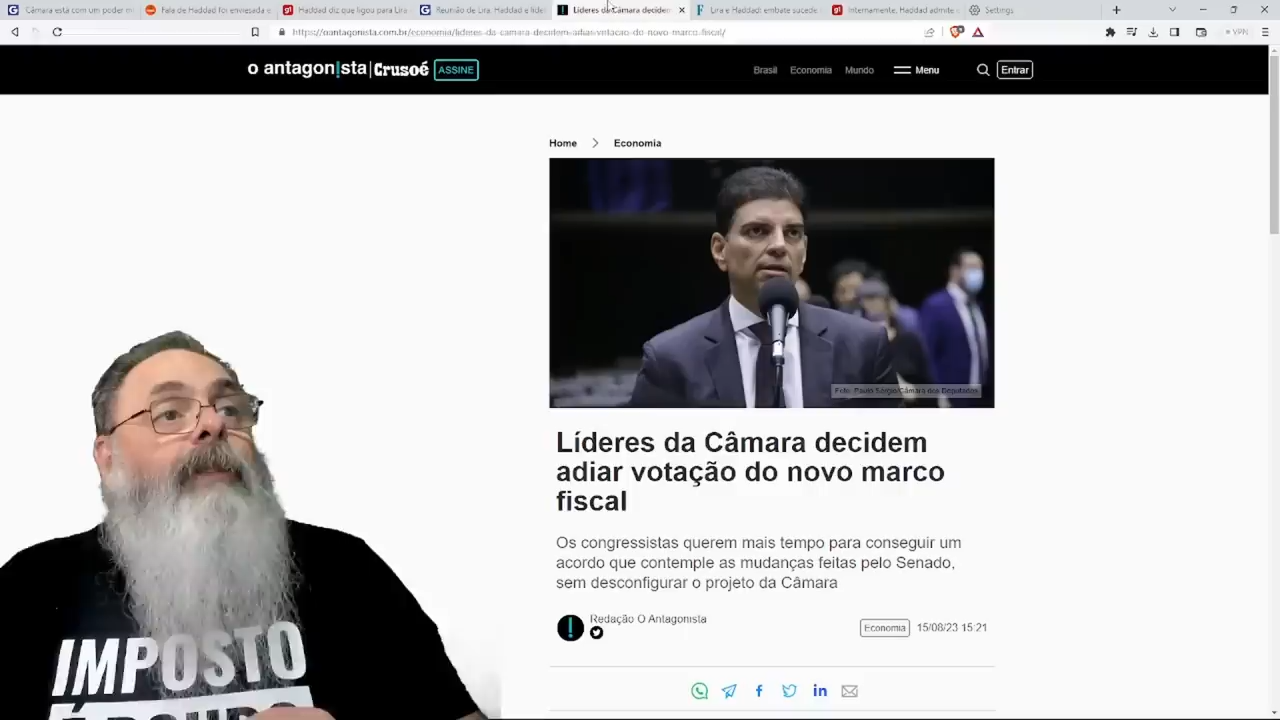 Câmara está com um poder m
Fala de Haddad foi enviesada e
Haddad diz que ligou para Lira
Reunião de Lira, Haddad e líde
Líderes da Câmara decidem
Lira e Haddad: embate sucede
Internamente, Haddad admite
Settings
https://oantagonista.com.br/economia/lideres-da-camara-decidem-adiar-votacao-do-novo-marco-fiscal/
VPN
o antagon!sta | Crusoé ASSINE
Brasil Economia Mundo Menu Entrar
Home > Economia
Foto: Paulo Sérgio/Câmara dos Deputados
Líderes da Câmara decidem
adiar votação do novo marco
fiscal
Os congressistas querem mais tempo para conseguir um
acordo que contemple as mudanças feitas pelo Senado,
sem desconfigurar o projeto da Câmara
Redação O Antagonista
Economia 15/08/23 15:21
IMPOSTO